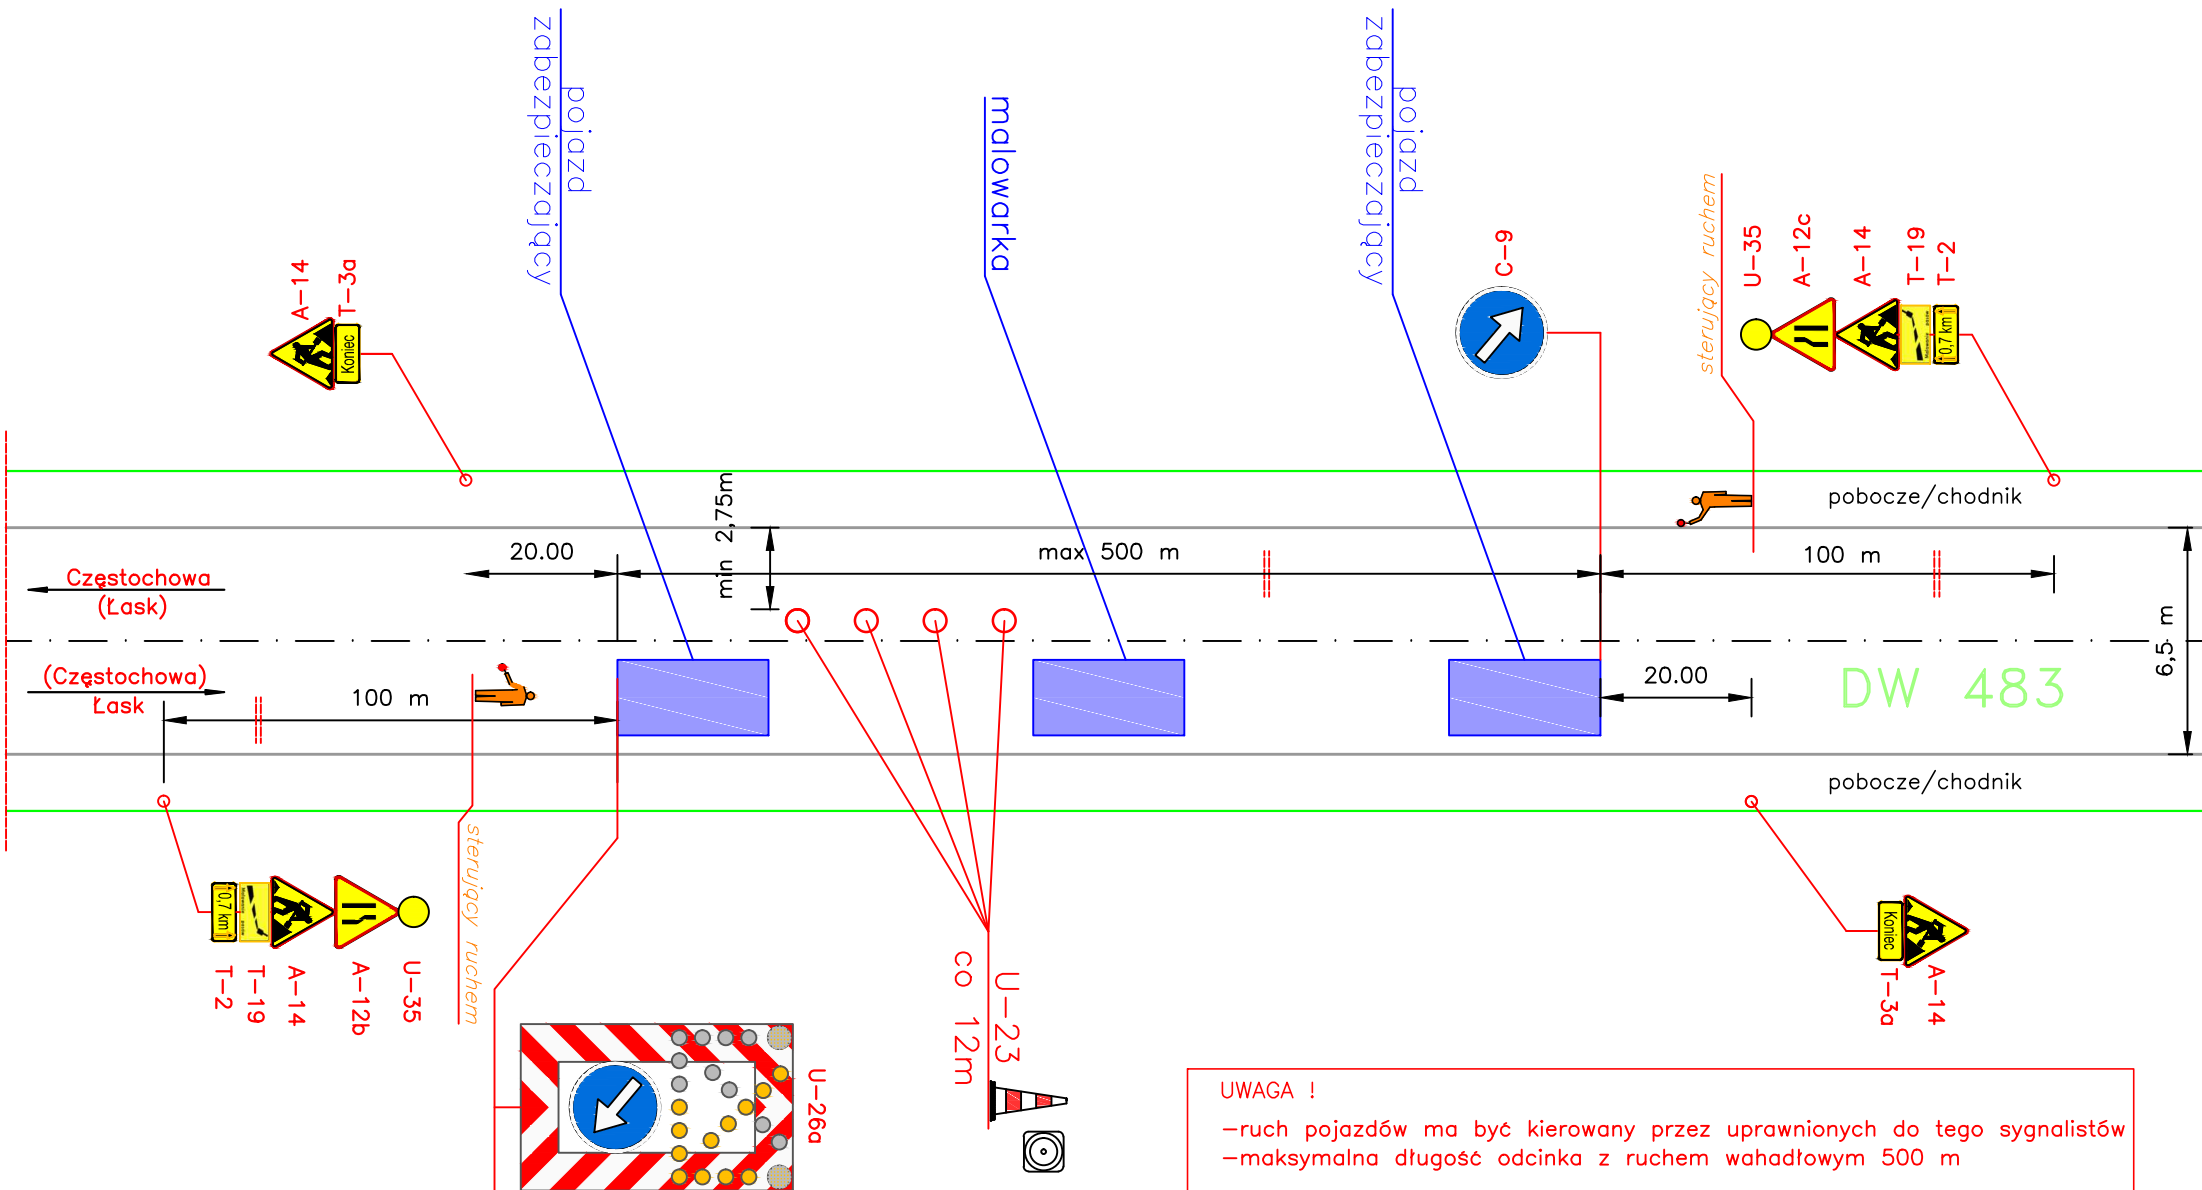 pojazd
zabezpieczający
malowarka
pojazd
zabezpieczający
C-9
sterujący ruchem
U-35
A-12c
A-14
T-19
T-2
0,7 km
A-14
T-3a
Koniec
pobocze/chodnik
min 2,75m
20.00
max 500 m
100 m
Częstochowa
(Łask)
(Częstochowa)
Łask
100 m
20.00
DW 483
6,5 m
pobocze/chodnik
sterujący ruchem
0,7 km
T-2
T-19
A-14
A-12b
U-35
U-23
co 12m
U-26a
Koniec
T-3a
A-14
UWAGA !
-ruch pojazdów ma być kierowany przez uprawnionych do tego sygnalistów
-maksymalna długość odcinka z ruchem wahadłowym 500 m